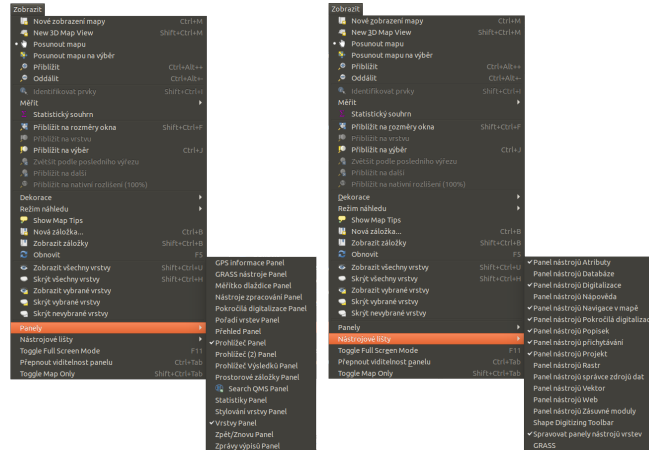 Zobrazit
Nové zobrazení mapy Ctrl+M
New 3D Map View Shift+Ctrl+M
Posunout mapu
Posunout mapu na výběr
Přiblížit Ctrl+Alt++
Oddálit Ctrl+Alt+-
Identifikovat prvky Shift+Ctrl+I
Měřit
Statistický souhrn
Přiblížit na rozměry okna Shift+Ctrl+F
Přiblížit na vrstvu
Přiblížit na výběr Ctrl+J
Zvětšit podle posledního výřezu
Přiblížit na další
Přiblížit na nativní rozlišení (100%)
Dekorace
Režim náhledu
Show Map Tips
Nová záložka... Ctrl+B
Zobrazit záložky Shift+Ctrl+B
Obnovit F5
Zobrazit všechny vrstvy Shift+Ctrl+U
Skrýt všechny vrstvy Shift+Ctrl+H
Zobrazit vybrané vrstvy
Skrýt vybrané vrstvy
Skrýt nevybrané vrstvy
Panely
Nástrojové lišty
Toggle Full Screen Mode F11
Přepnout viditelnost panelu Ctrl+Tab
Toggle Map Only Shift+Ctrl+Tab
GPS informace Panel
GRASS nástroje Panel
Měřítko dlaždice Panel
Nástroje zpracování Panel
Pokročilá digitalizace Panel
Pořadí vrstev Panel
Přehled Panel
Prohlížeč Panel
Prohlížeč (2) Panel
Prohlížeč Výsledků Panel
Prostorové záložky Panel
Search QMS Panel
Statistiky Panel
Stylování vrstvy Panel
Vrstvy Panel
Zpět/Znovu Panel
Zprávy výpisů Panel
Zobrazit
Nové zobrazení mapy Ctrl+M
New 3D Map View Shift+Ctrl+M
Posunout mapu
Posunout mapu na výběr
Přiblížit Ctrl+Alt++
Oddálit Ctrl+Alt+-
Identifikovat prvky Shift+Ctrl+I
Měřit
Statistický souhrn
Přiblížit na rozměry okna Shift+Ctrl+F
Přiblížit na vrstvu
Přiblížit na výběr Ctrl+J
Zvětšit podle posledního výřezu
Přiblížit na další
Přiblížit na nativní rozlišení (100%)
Dekorace
Režim náhledu
Show Map Tips
Nová záložka... Ctrl+B
Zobrazit záložky Shift+Ctrl+B
Obnovit F5
Zobrazit všechny vrstvy Shift+Ctrl+U
Skrýt všechny vrstvy Shift+Ctrl+H
Zobrazit vybrané vrstvy
Skrýt vybrané vrstvy
Skrýt nevybrané vrstvy
Panely
Nástrojové lišty
Toggle Full Screen Mode F11
Přepnout viditelnost panelu Ctrl+Tab
Toggle Map Only Shift+Ctrl+Tab
Panel nástrojů Atributy
Panel nástrojů Databáze
Panel nástrojů Digitalizace
Panel nástrojů Nápověda
Panel nástrojů Navigace v mapě
Panel nástrojů Pokročilá digitalizac
Panel nástrojů Popisek
Panel nástrojů přichytávání
Panel nástrojů Projekt
Panel nástrojů Rastr
Panel nástrojů správce zdrojů dat
Panel nástrojů Vektor
Panel nástrojů Web
Panel nástrojů Zásuvné moduly
Shape Digitizing Toolbar
Spravovat panely nástrojů vrstev
GRASS